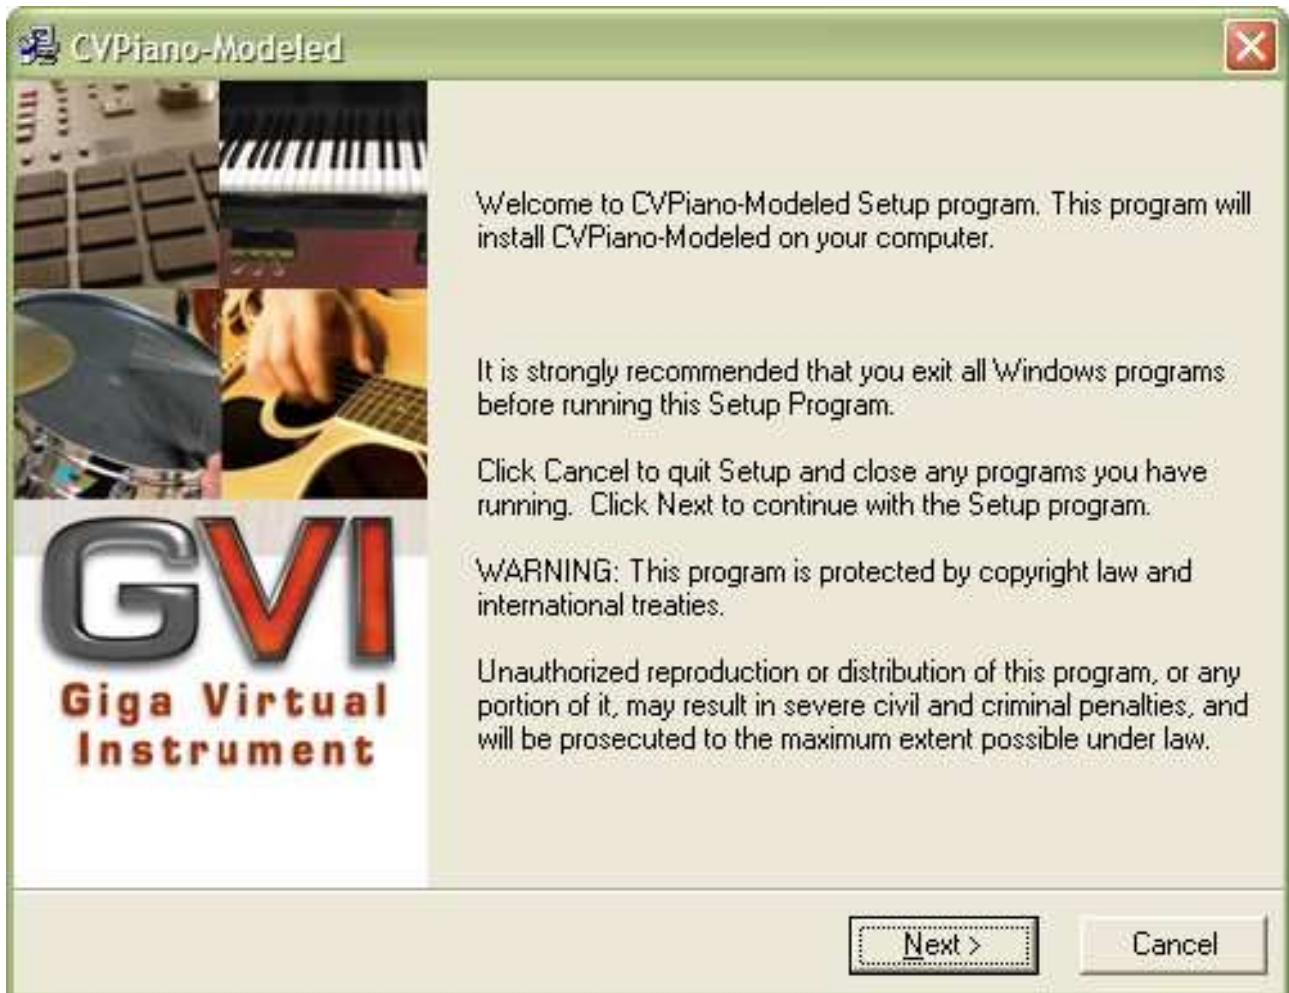 CVPiano-Modeled
Welcome to CVPiano-Modeled Setup program. This program will
install CVPiano-Modeled on your computer.
It is strongly recommended that you exit all Windows programs
before running this Setup Program.
Click Cancel to quit Setup and close any programs you have
running.  Click Next to continue with the Setup program.
WARNING: This program is protected by copyright law and
international treaties.
Unauthorized reproduction or distribution of this program, or any
portion of it, may result in severe civil and criminal penalties, and
will be prosecuted to the maximum extent possible under law.
GVI
Giga Virtual
Instrument
Next >
Cancel